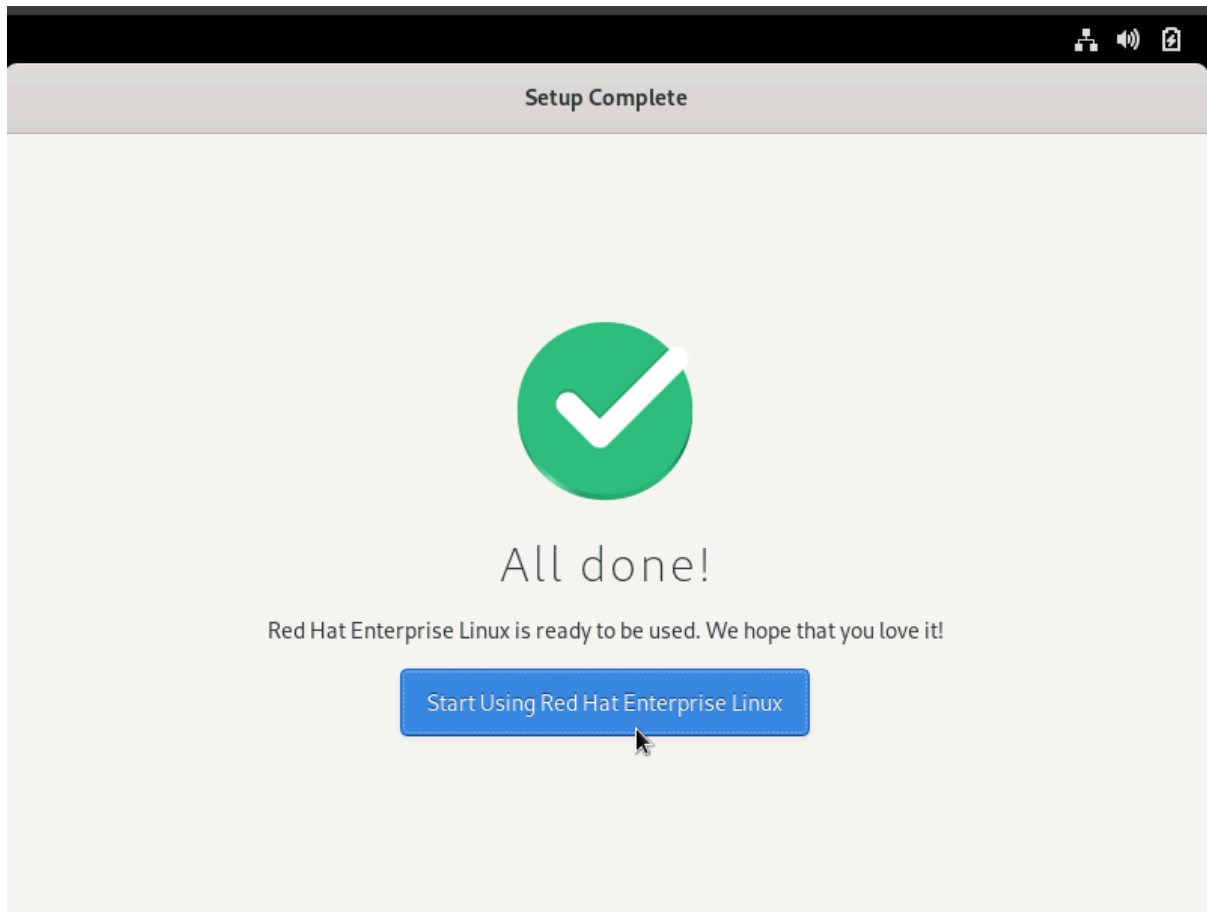 Setup Complete
All done!
Red Hat Enterprise Linux is ready to be used. We hope that you love it!
Start Using Red Hat Enterprise Linux